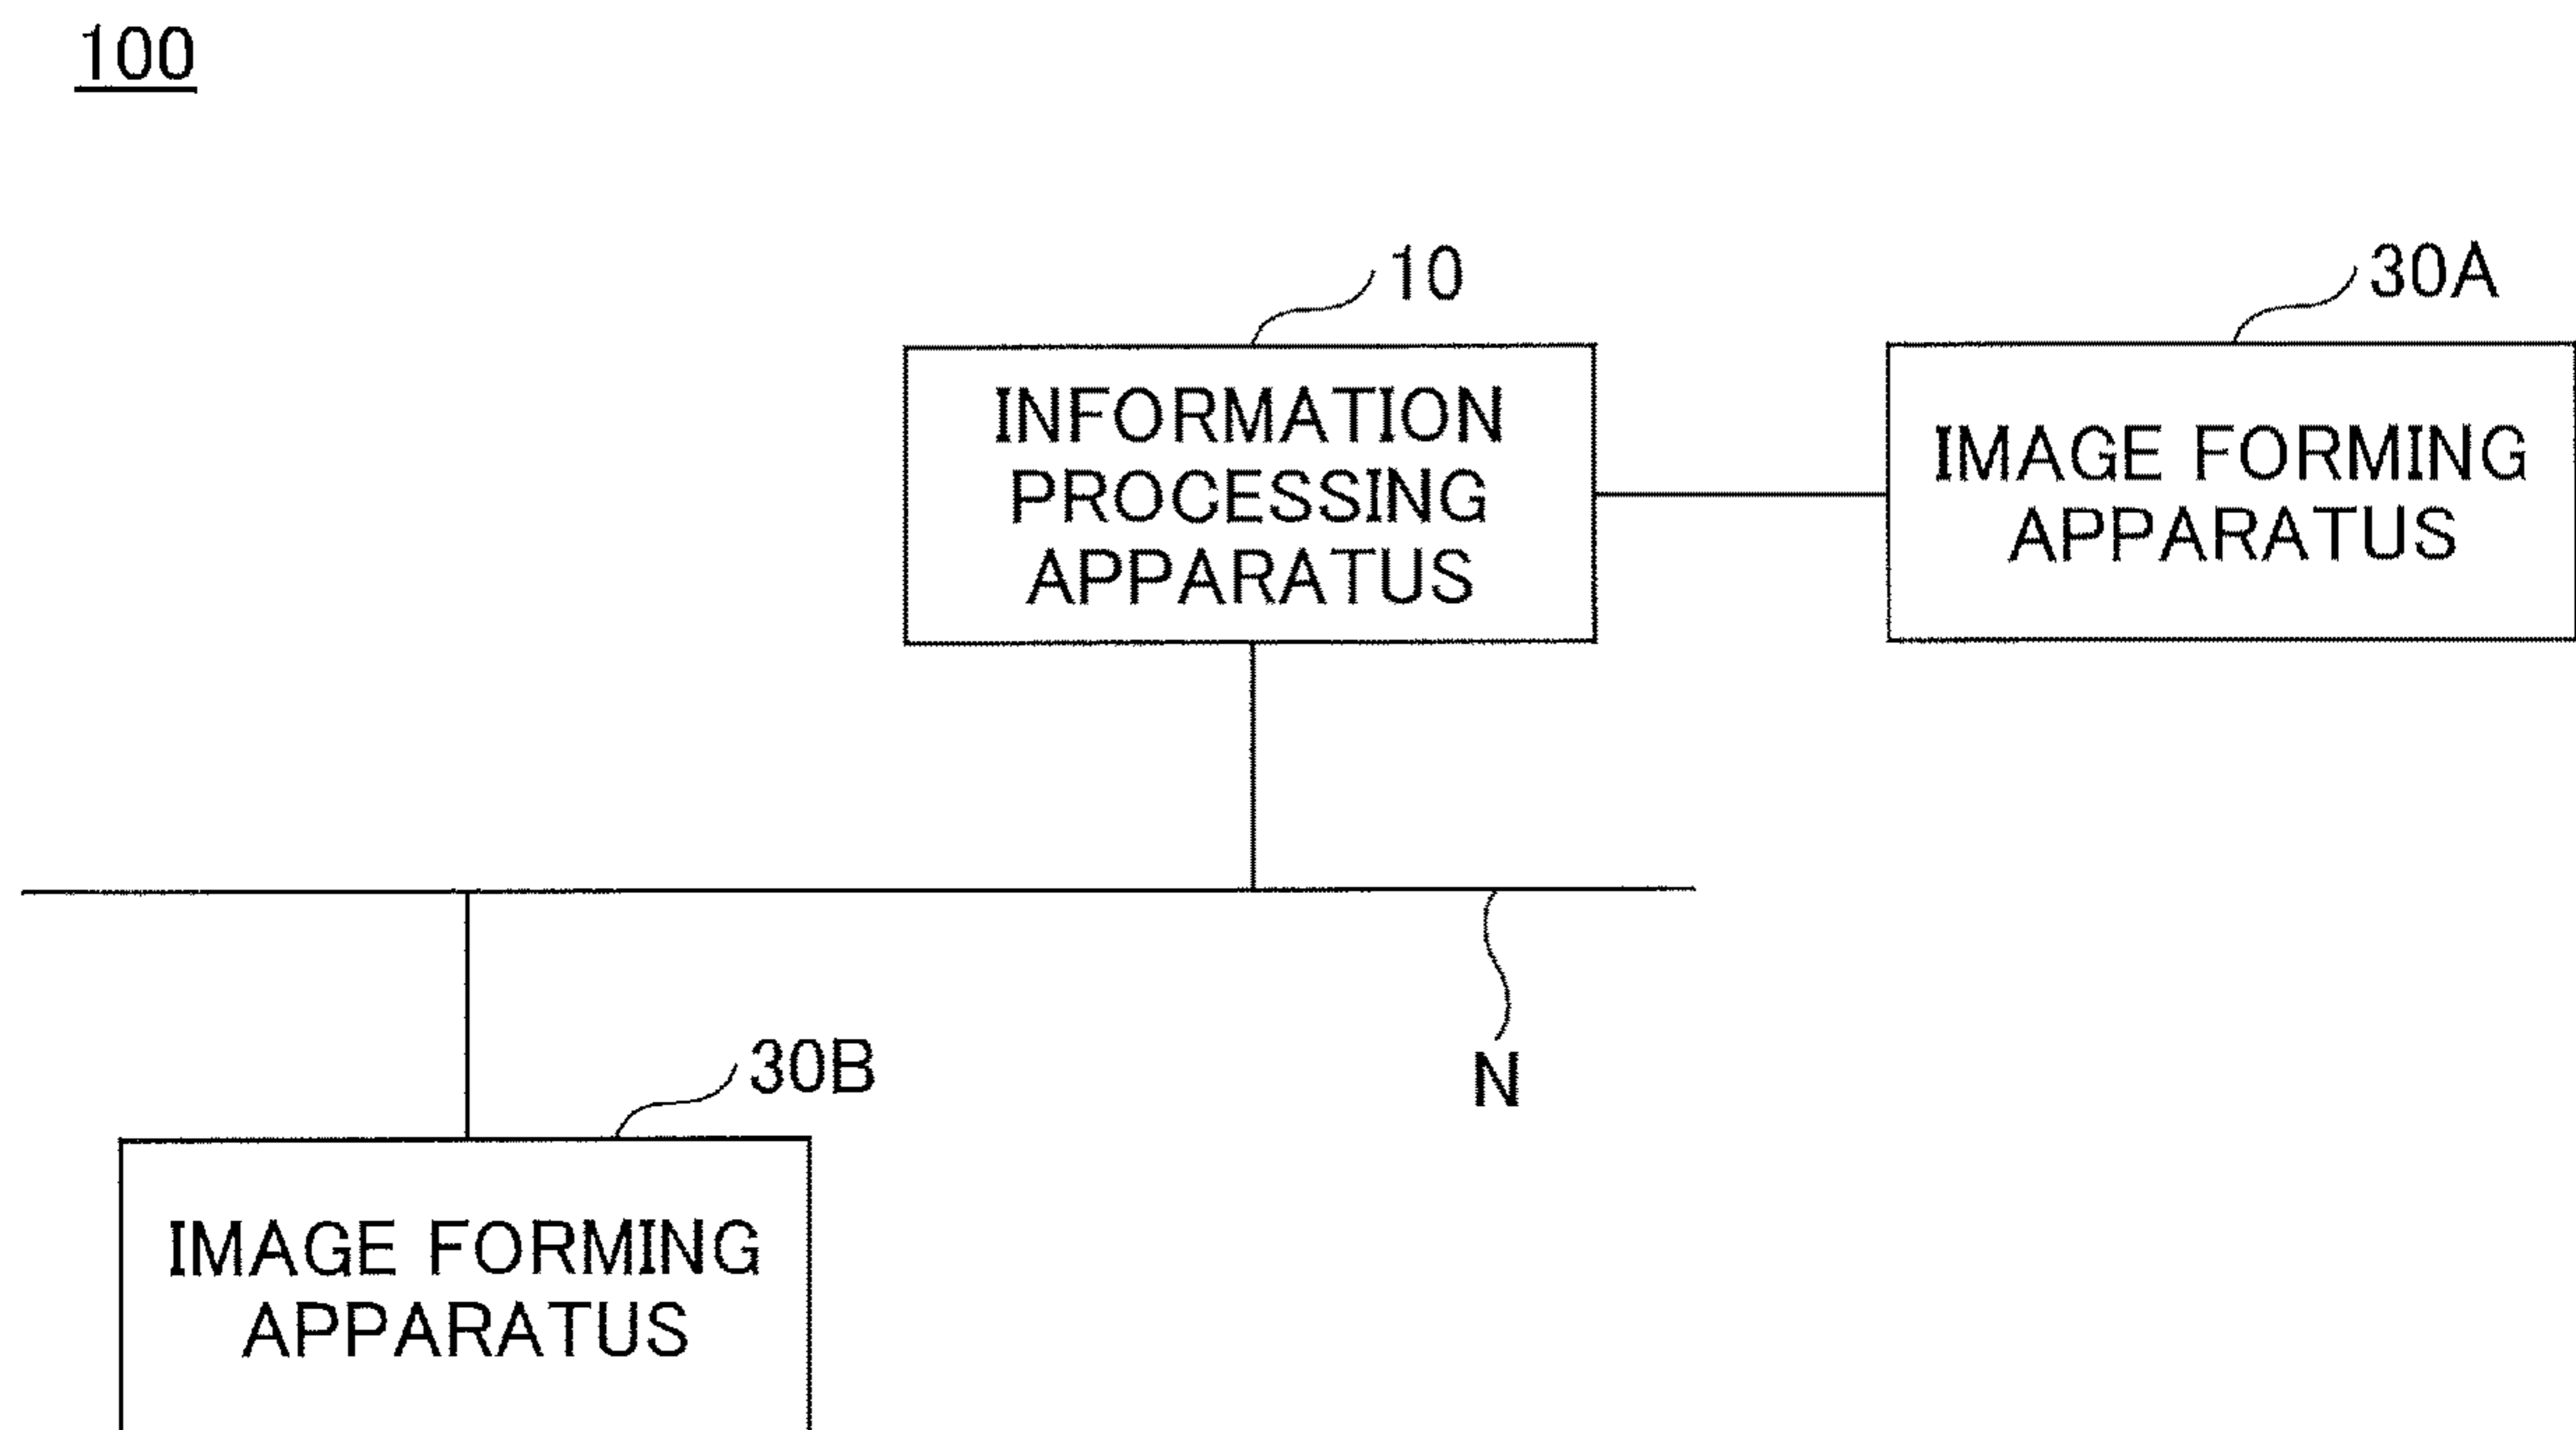 100
10
30A
INFORMATION
PROCESSING
APPARATUS
IMAGE FORMING
APPARATUS
N
30B
IMAGE FORMING
APPARATUS